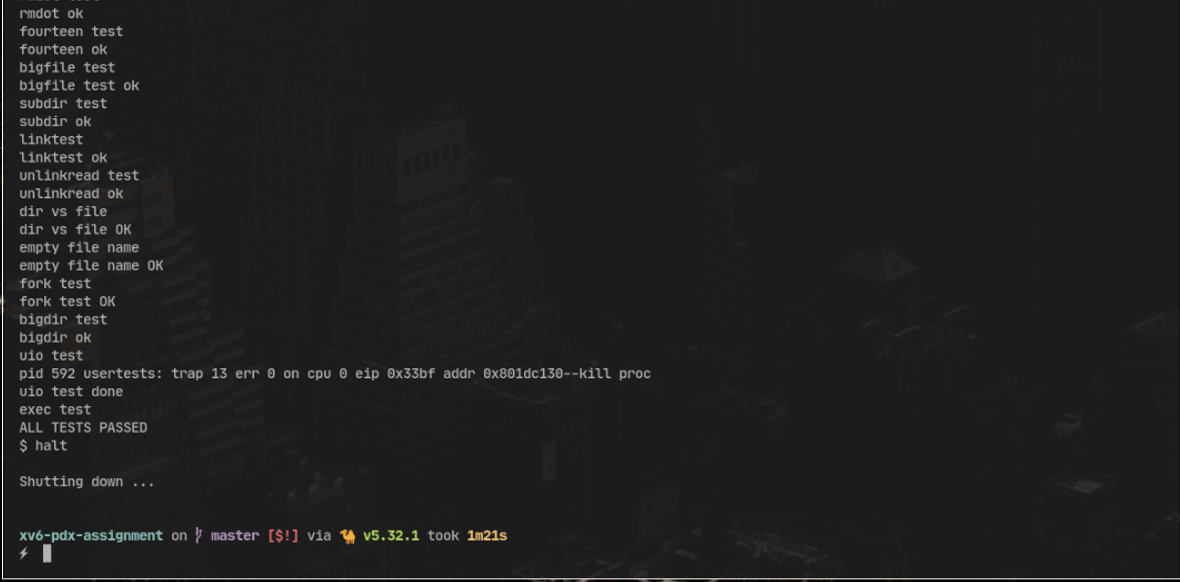 rmdot ok
fourteen test
fourteen ok
bigfile test
bigfile test ok
subdir test
subdir ok
linktest
linktest ok
unlinkread test
unlinkread ok
dir vs file
dir vs file OK
empty file name
empty file name OK
fork test
fork test OK
bigdir test
bigdir ok
uio test
pid 592 usertests: trap 13 err 0 on cpu 0 eip 0x33bf addr 0x801dc130--kill proc
uio test done
exec test
ALL TESTS PASSED
$ halt
Shutting down ...
xv6-pdx-assignment on master [$!] via 🐪 v5.32.1 took 1m21s
⚡